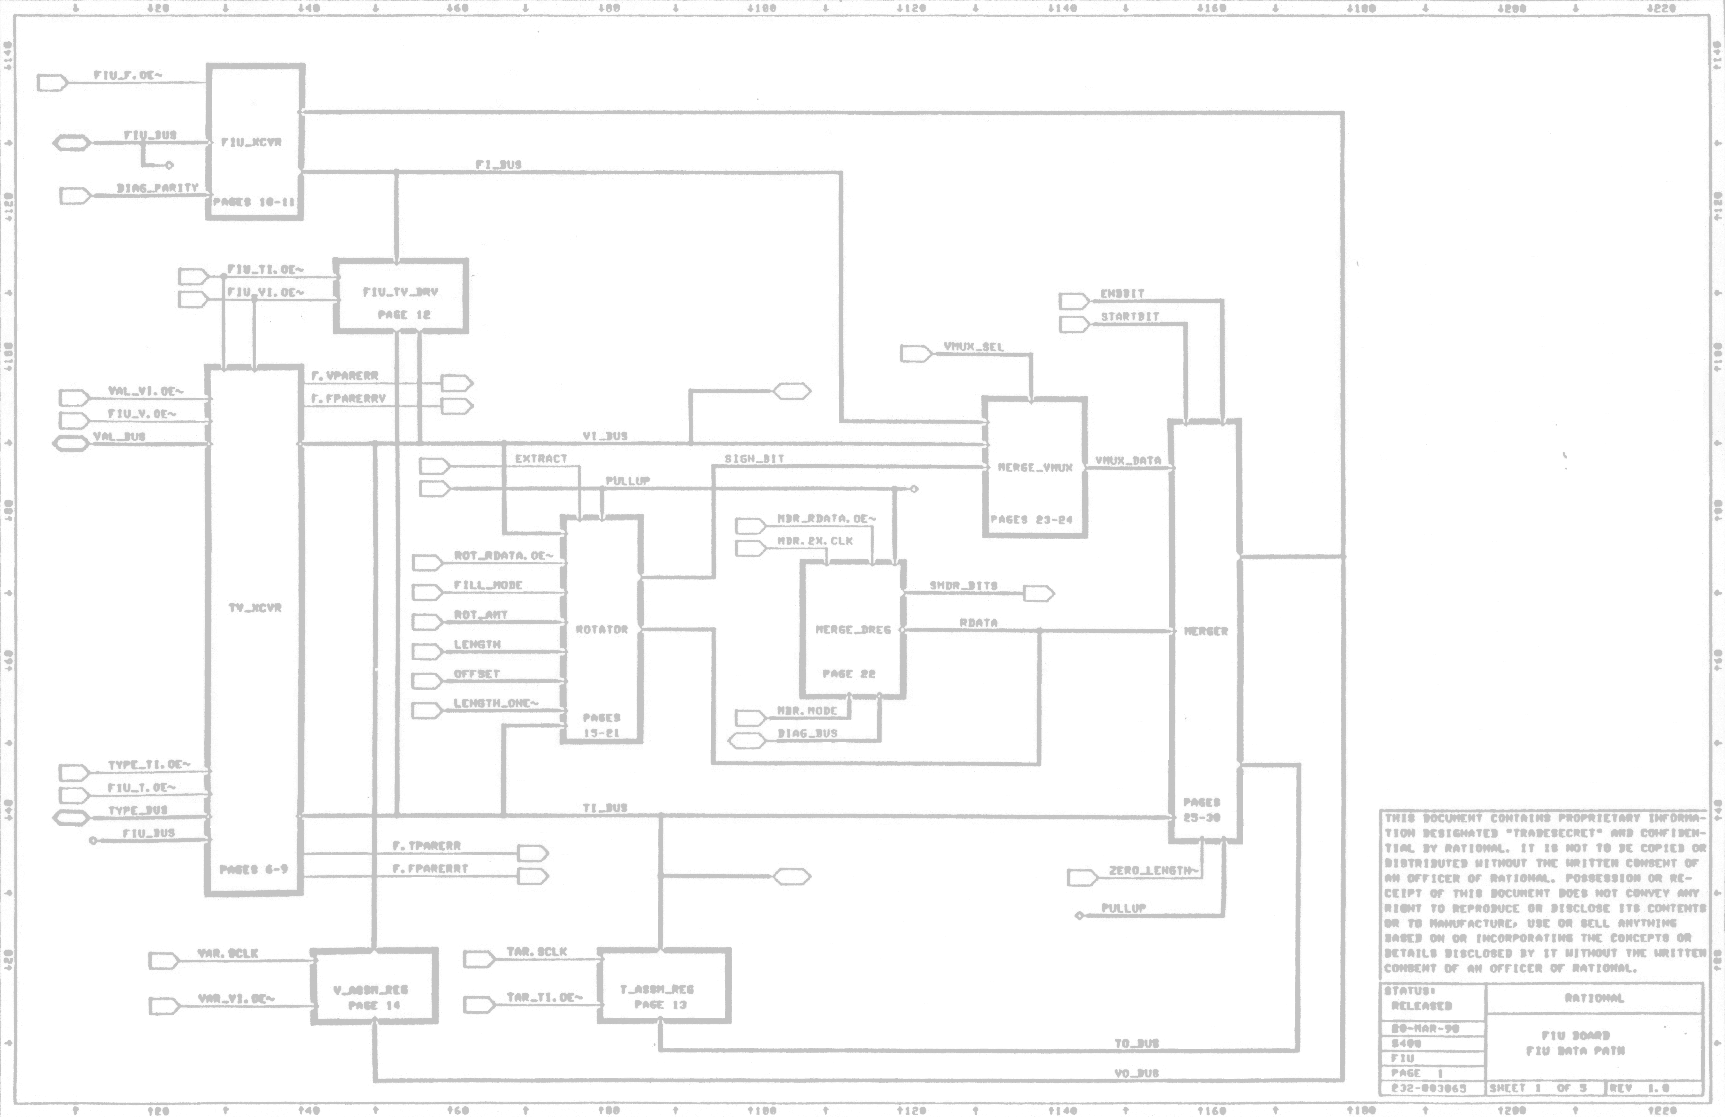 FIU_F.OE~
FIU_BUS
FIU_XCVR
DIAG_PARITY
PAGES 10-11
FI_BUS
FIU_TI.OE~
FIU_VI.OE~
FIU_TV_DRV
PAGE 12
ENDBIT
STARTBIT
VMUX_SEL
F.VPARERR
F.FPARERRV
VAL_VI.OE~
FIU_V.OE~
VAL_BUS
VI_BUS
EXTRACT
SIGN_BIT
MERGE_VMUX
VMUX_DATA
PULLUP
PAGES 23-24
MDR_RDATA.OE~
MDR.2X.CLK
ROT_RDATA.OE~
FILL_MODE
SMDR_BITS
TV_XCVR
ROT_AMT
ROTATOR
MERGE_DREG
RDATA
MERGER
LENGTH
OFFSET
PAGE 22
LENGTH_ONE~
PAGES
15-21
MDR.MODE
DIAG_BUS
TYPE_TI.OE~
FIU_T.OE~
TYPE_BUS
TI_BUS
PAGES
25-30
FIU_BUS
F.TPARERR
PAGES 6-9
F.FPARERRT
ZERO_LENGTH~
PULLUP
VAR.SCLK
TAR.SCLK
V_ASSM_REG
PAGE 14
T_ASSM_REG
PAGE 13
VAR_VI.OE~
TAR_TI.OE~
TO_BUS
VO_BUS
THIS DOCUMENT CONTAINS PROPRIETARY INFORMA-
TION DESIGNATED "TRADESECRET" AND CONFIDEN-
TIAL BY RATIONAL. IT IS NOT TO BE COPIED OR
DISTRIBUTED WITHOUT THE WRITTEN CONSENT OF
AN OFFICER OF RATIONAL. POSSESSION OR RE-
CEIPT OF THIS DOCUMENT DOES NOT CONVEY ANY
RIGHT TO REPRODUCE OR DISCLOSE ITS CONTENTS
OR TO MANUFACTURE, USE OR SELL ANYTHING
BASED ON OR INCORPORATING THE CONCEPTS OR
DETAILS DISCLOSED BY IT WITHOUT THE WRITTEN
CONSENT OF AN OFFICER OF RATIONAL.
STATUS:
RELEASED
RATIONAL
20-MAR-90
S400
FIU
PAGE 1
232-003065
FIU BOARD
FIU DATA PATH
SHEET 1 OF 5
REV 1.0